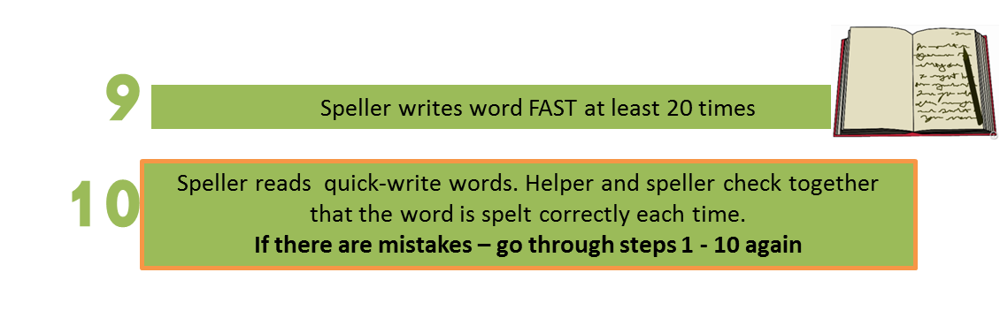 9
Speller writes word FAST at least 20 times
10
Speller reads quick-write words. Helper and speller check together
that the word is spelt correctly each time.
If there are mistakes – go through steps 1 - 10 again